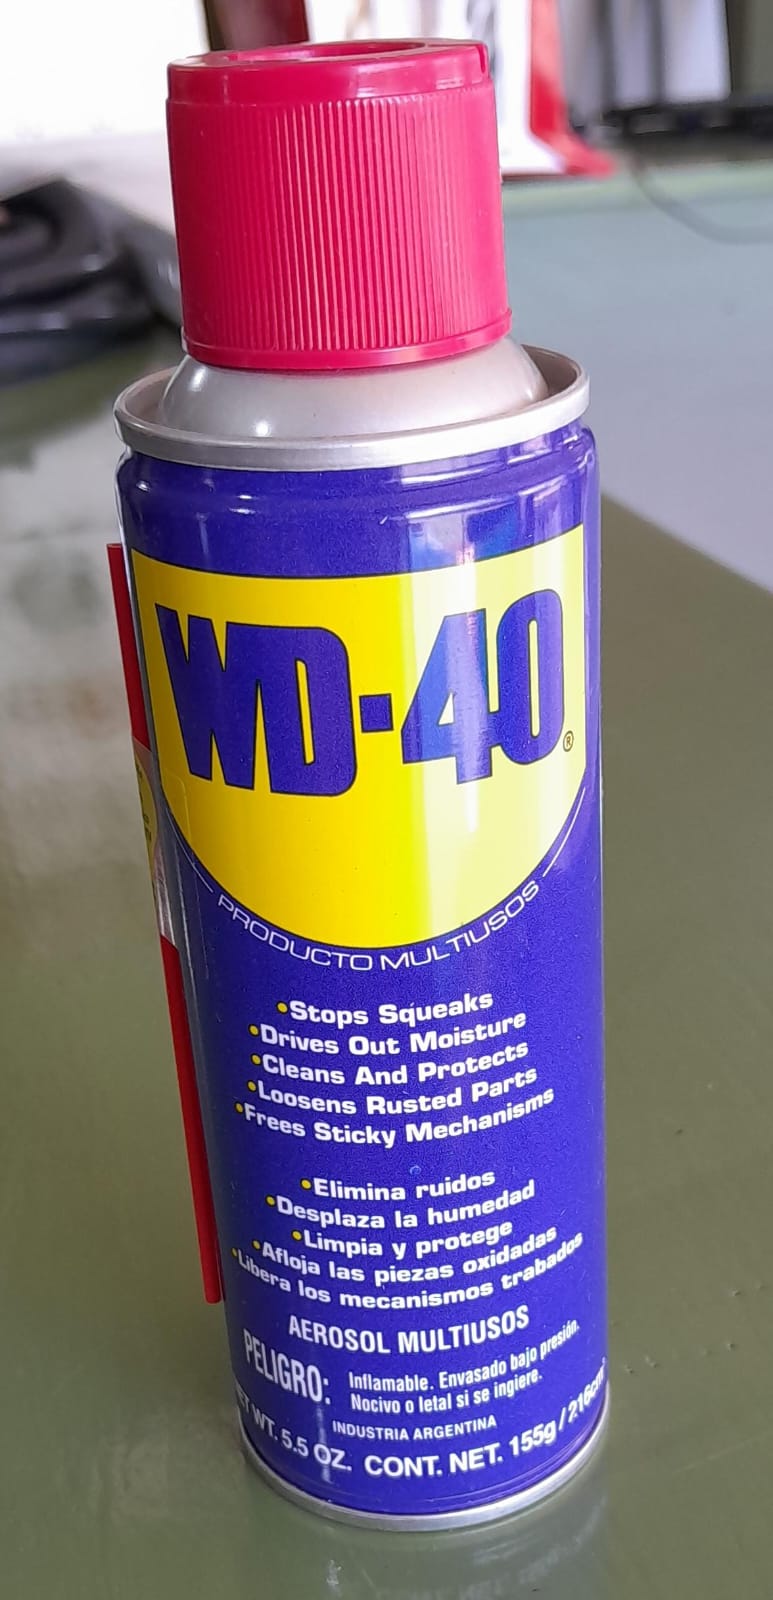 WD-40®
PRODUCTO MULTIUSOS
•Stops Squeaks
•Drives Out Moisture
•Cleans And Protects
•Loosens Rusted Parts
•Frees Sticky Mechanisms
•Elimina ruidos
•Desplaza la humedad
•Limpia y protege
•Afloja las piezas oxidadas
•Libera los mecanismos trabados
AEROSOL MULTIUSOS
PELIGRO: Inflamable. Envasado bajo presión.
Nocivo o letal si se ingiere.
INDUSTRIA ARGENTINA
WT. 5.5 OZ. CONT. NET. 155g / 216cm³